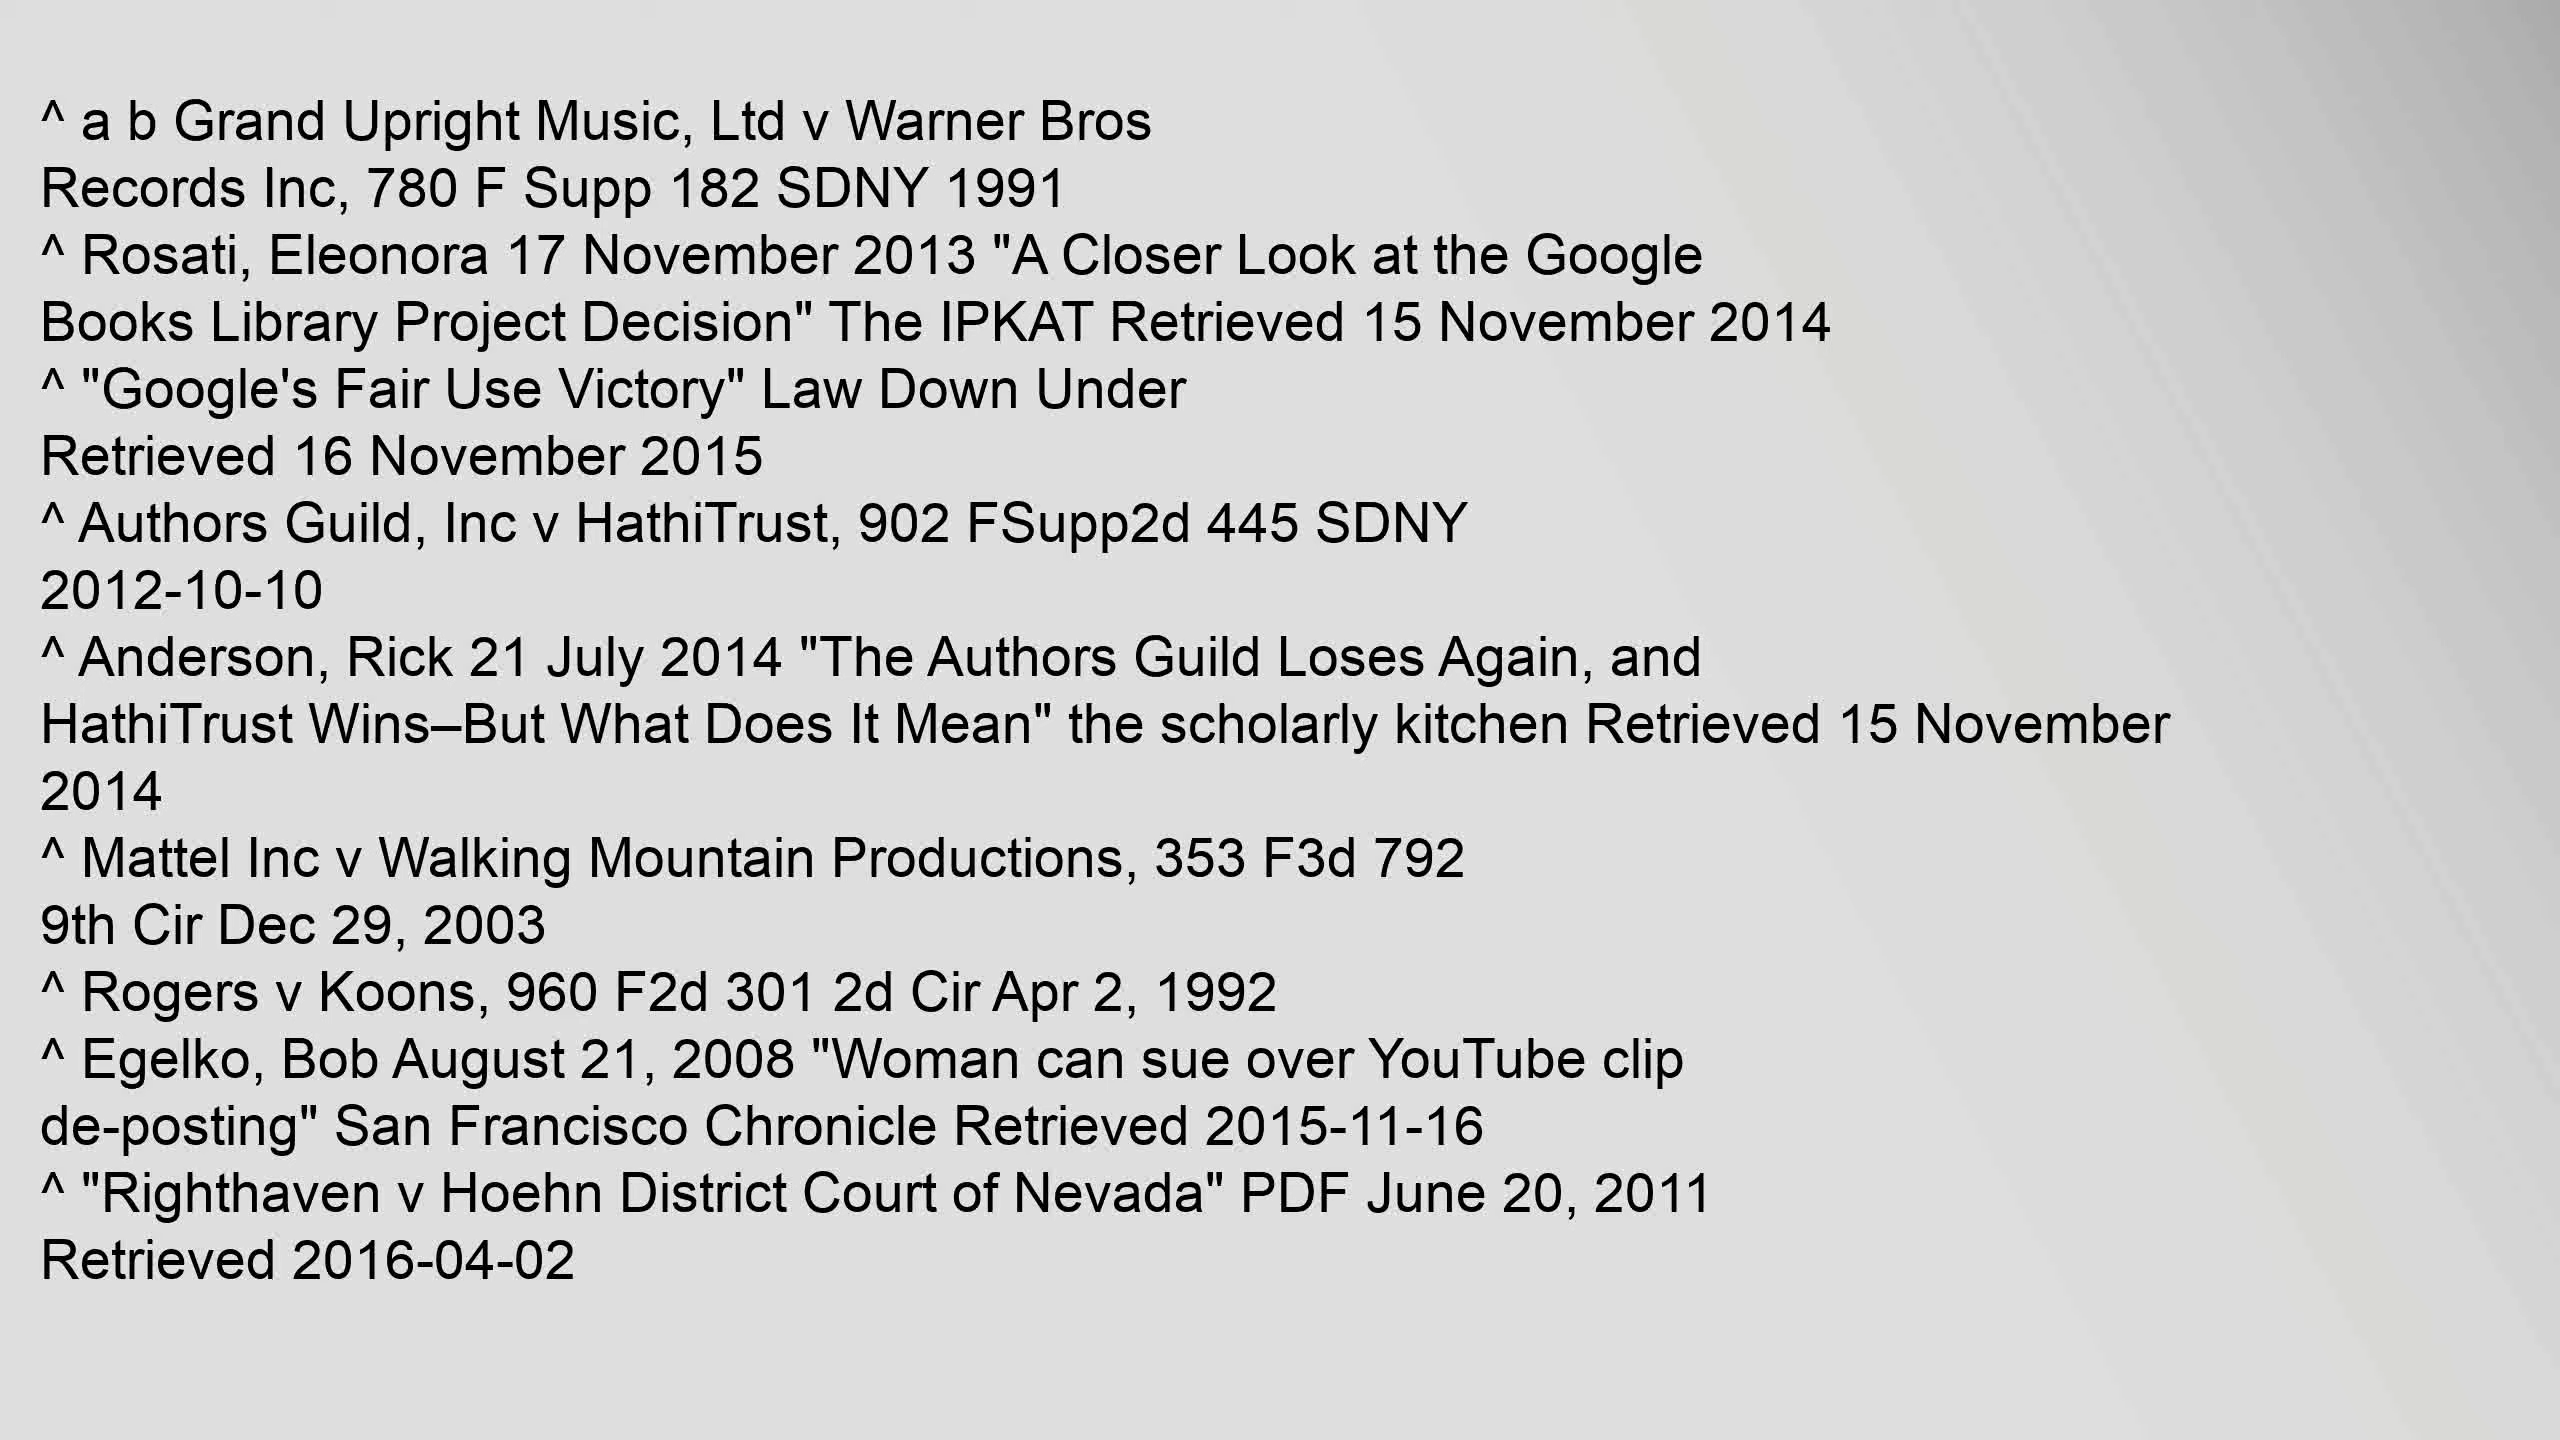 ^ a b Grand Upright Music, Ltd v Warner Bros
Records Inc, 780 F Supp 182 SDNY 1991
^ Rosati, Eleonora 17 November 2013 "A Closer Look at the Google
Books Library Project Decision" The IPKAT Retrieved 15 November 2014
^ "Google's Fair Use Victory" Law Down Under
Retrieved 16 November 2015
^ Authors Guild, Inc v HathiTrust, 902 FSupp2d 445 SDNY
2012-10-10
^ Anderson, Rick 21 July 2014 "The Authors Guild Loses Again, and
HathiTrust Wins–But What Does It Mean" the scholarly kitchen Retrieved 15 November
2014
^ Mattel Inc v Walking Mountain Productions, 353 F3d 792
9th Cir Dec 29, 2003
^ Rogers v Koons, 960 F2d 301 2d Cir Apr 2, 1992
^ Egelko, Bob August 21, 2008 "Woman can sue over YouTube clip
de-posting" San Francisco Chronicle Retrieved 2015-11-16
^ "Righthaven v Hoehn District Court of Nevada" PDF June 20, 2011
Retrieved 2016-04-02